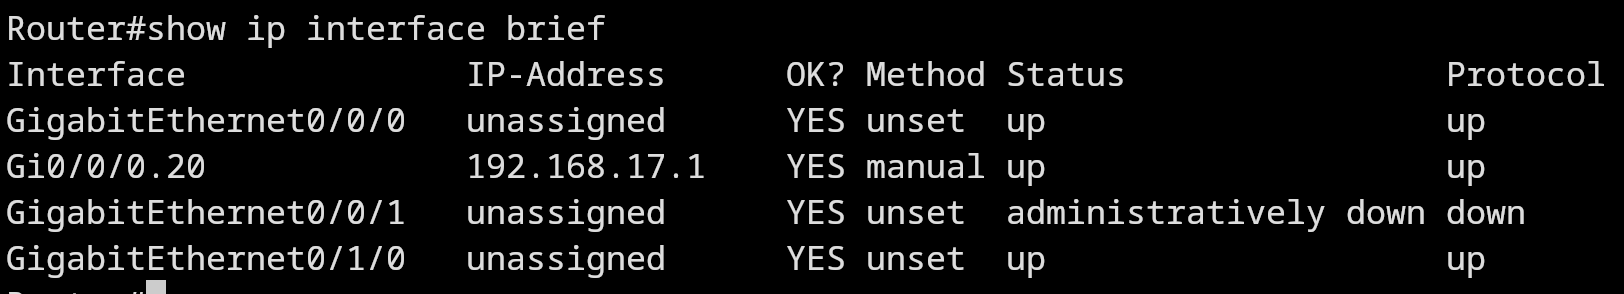 Router#show ip interface brief
Interface IP-Address OK? Method Status Protocol
GigabitEthernet0/0/0 unassigned YES unset up up
Gi0/0/0.20 192.168.17.1 YES manual up up
GigabitEthernet0/0/1 unassigned YES unset administratively down down
GigabitEthernet0/1/0 unassigned YES unset up up